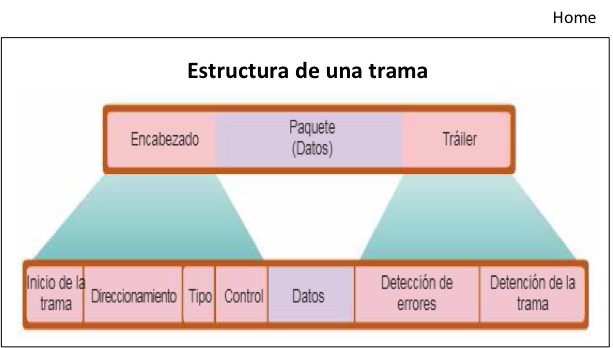 Home
Estructura de una trama
Encabezado
Paquete
(Datos)
Tráiler
Inicio de la
trama
Direccionamiento
Tipo
Control
Datos
Detección de
errores
Detención de la
trama